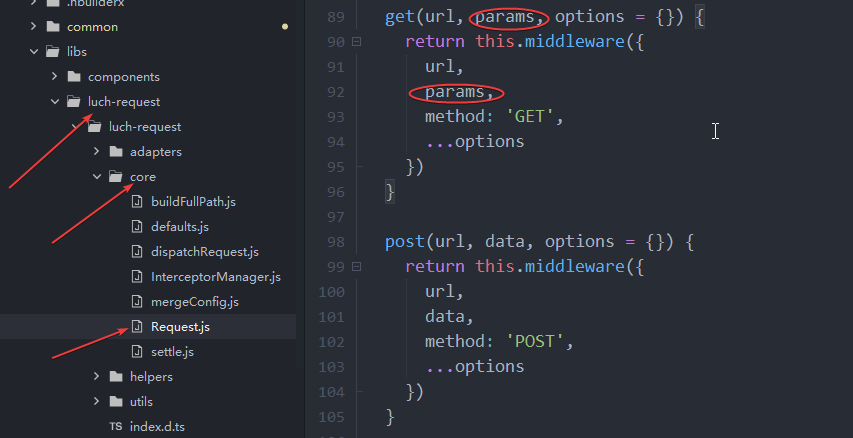 .hbuilderx
common
libs
components
luch-request
luch-request
adapters
core
buildFullPath.js
defaults.js
dispatchRequest.js
InterceptorManager.js
mergeConfig.js
Request.js
settle.js
helpers
utils
TS index.d.ts
89 get(url, params, options = {}) {
90 return this.middleware({
91 url,
92 params,
93 method: 'GET',
94 ...options
95 })
96 }
97
98 post(url, data, options = {}) {
99 return this.middleware({
100 url,
101 data,
102 method: 'POST',
103 ...options
104 })
105 }